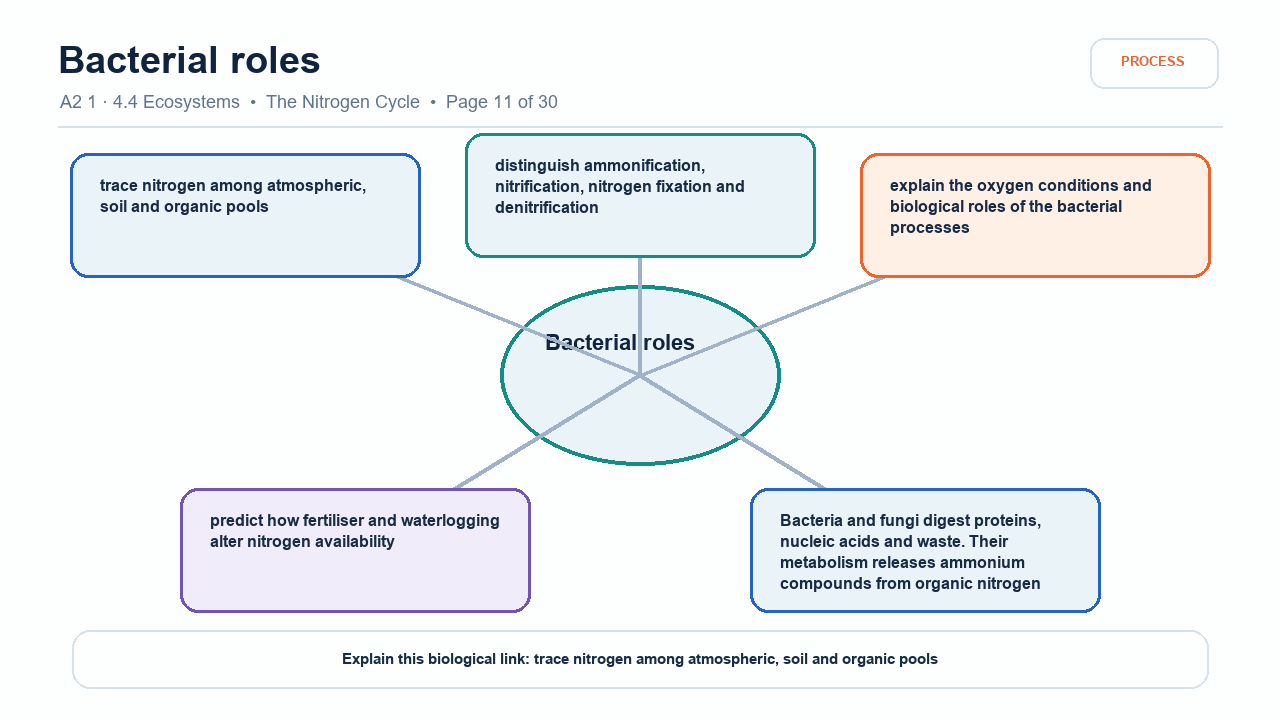 Bacterial roles
PROCESS
A2 1 · 4.4 Ecosystems • The Nitrogen Cycle • Page 11 of 30
trace nitrogen among atmospheric,
soil and organic pools
distinguish ammonification,
nitrification, nitrogen fixation and
denitrification
explain the oxygen conditions and
biological roles of the bacterial
processes
Bacterial roles
predict how fertiliser and waterlogging
alter nitrogen availability
Bacteria and fungi digest proteins,
nucleic acids and waste. Their
metabolism releases ammonium
compounds from organic nitrogen
Explain this biological link: trace nitrogen among atmospheric, soil and organic pools